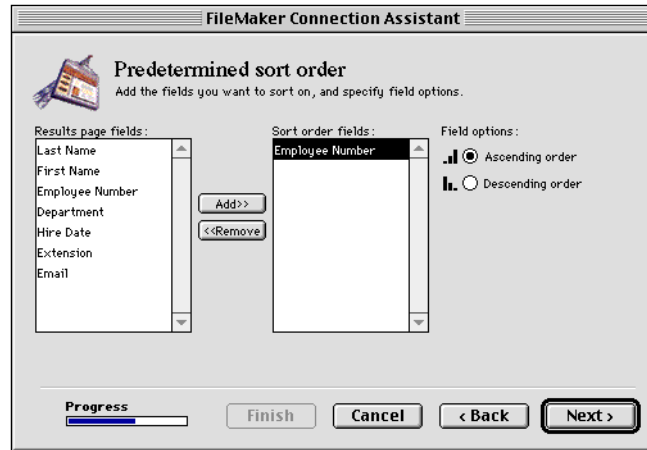 FileMaker Connection Assistant
Predetermined sort order
Add the fields you want to sort on, and specify field options.
Results page fields:
Last Name
First Name
Employee Number
Department
Hire Date
Extension
Email
Add>>
<<Remove
Sort order fields:
Employee Number
Field options:
Ascending order
Descending order
Progress
Finish
Cancel
‹ Back
Next ›